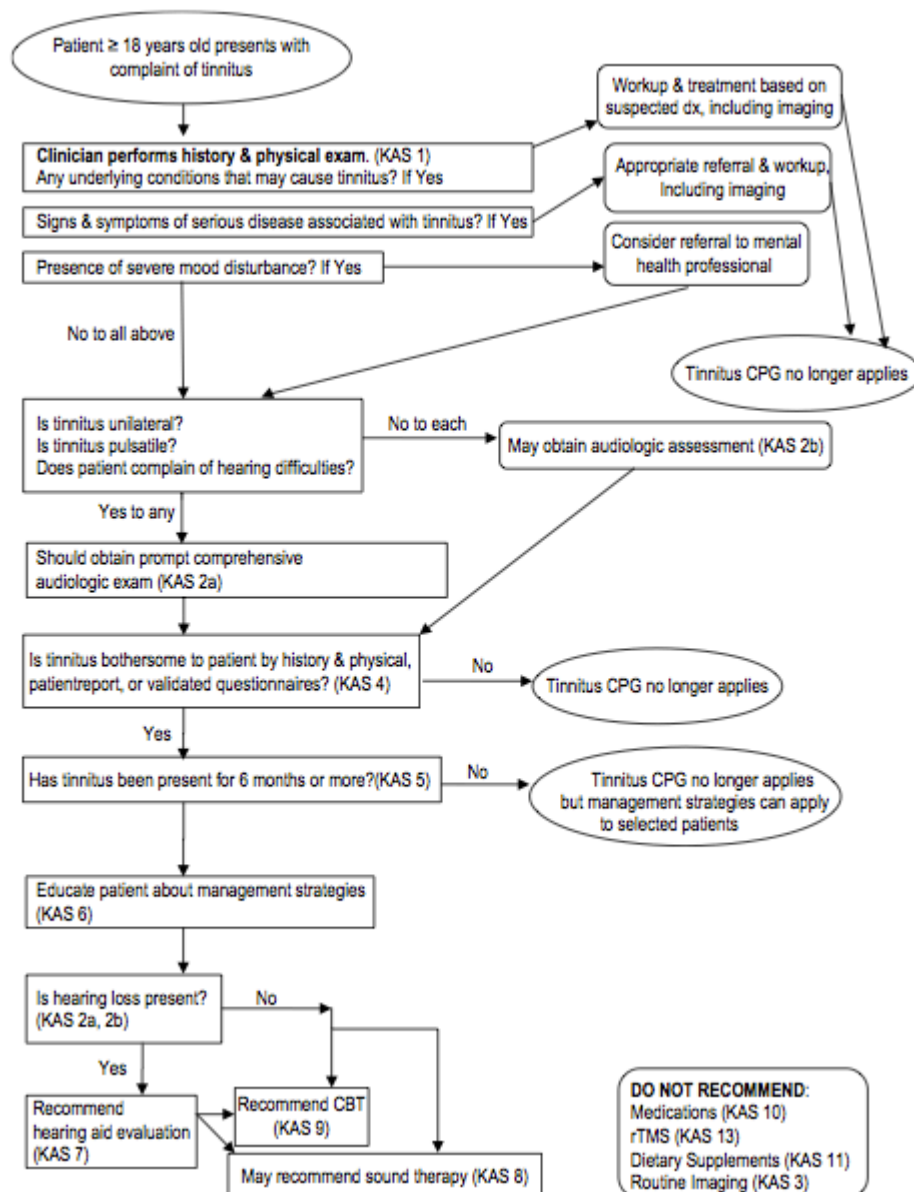 Patient ≥ 18 years old presents with
complaint of tinnitus
Workup & treatment based on
suspected dx, including imaging
Clinician performs history & physical exam. (KAS 1)
Any underlying conditions that may cause tinnitus? If Yes
Appropriate referral & workup,
Including imaging
Signs & symptoms of serious disease associated with tinnitus? If Yes
Consider referral to mental
health professional
Presence of severe mood disturbance? If Yes
No to all above
Tinnitus CPG no longer applies
Is tinnitus unilateral?
Is tinnitus pulsatile?
Does patient complain of hearing difficulties?
No to each
May obtain audiologic assessment (KAS 2b)
Yes to any
Should obtain prompt comprehensive
audiologic exam (KAS 2a)
Is tinnitus bothersome to patient by history & physical,
patientreport, or validated questionnaires? (KAS 4)
No
Tinnitus CPG no longer applies
Yes
Has tinnitus been present for 6 months or more?(KAS 5)
No
Tinnitus CPG no longer applies
but management strategies can apply
to selected patients
Educate patient about management strategies
(KAS 6)
Is hearing loss present?
(KAS 2a, 2b)
No
Yes
Recommend
hearing aid evaluation
(KAS 7)
Recommend CBT
(KAS 9)
May recommend sound therapy (KAS 8)
DO NOT RECOMMEND:
Medications (KAS 10)
rTMS (KAS 13)
Dietary Supplements (KAS 11)
Routine Imaging (KAS 3)